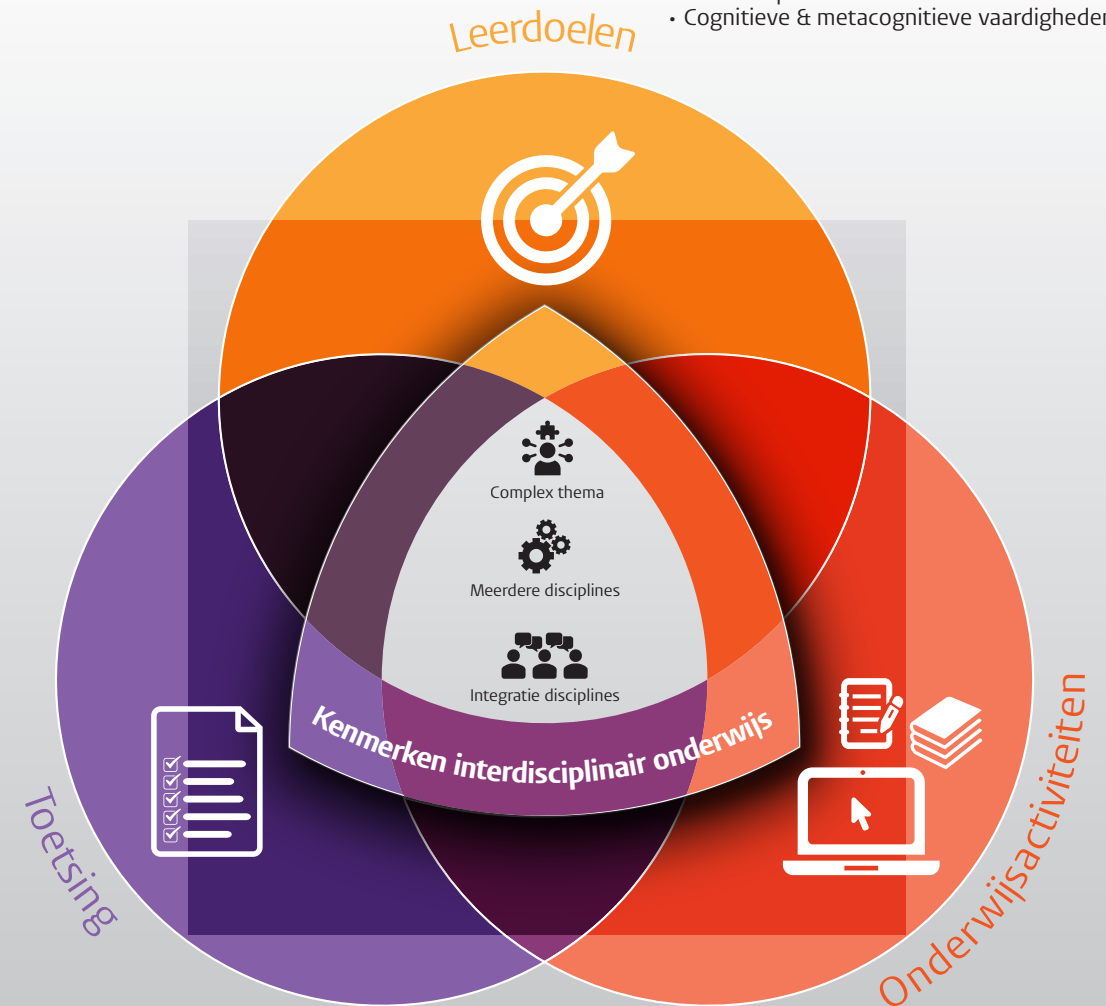 • Cognitieve & metacognitieve vaardigheden
Leerdoelen
Complex thema
Meerdere disciplines
Integratie disciplines
Kenmerken interdisciplinair onderwijs
Toetsing
Onderwijsactiviteiten